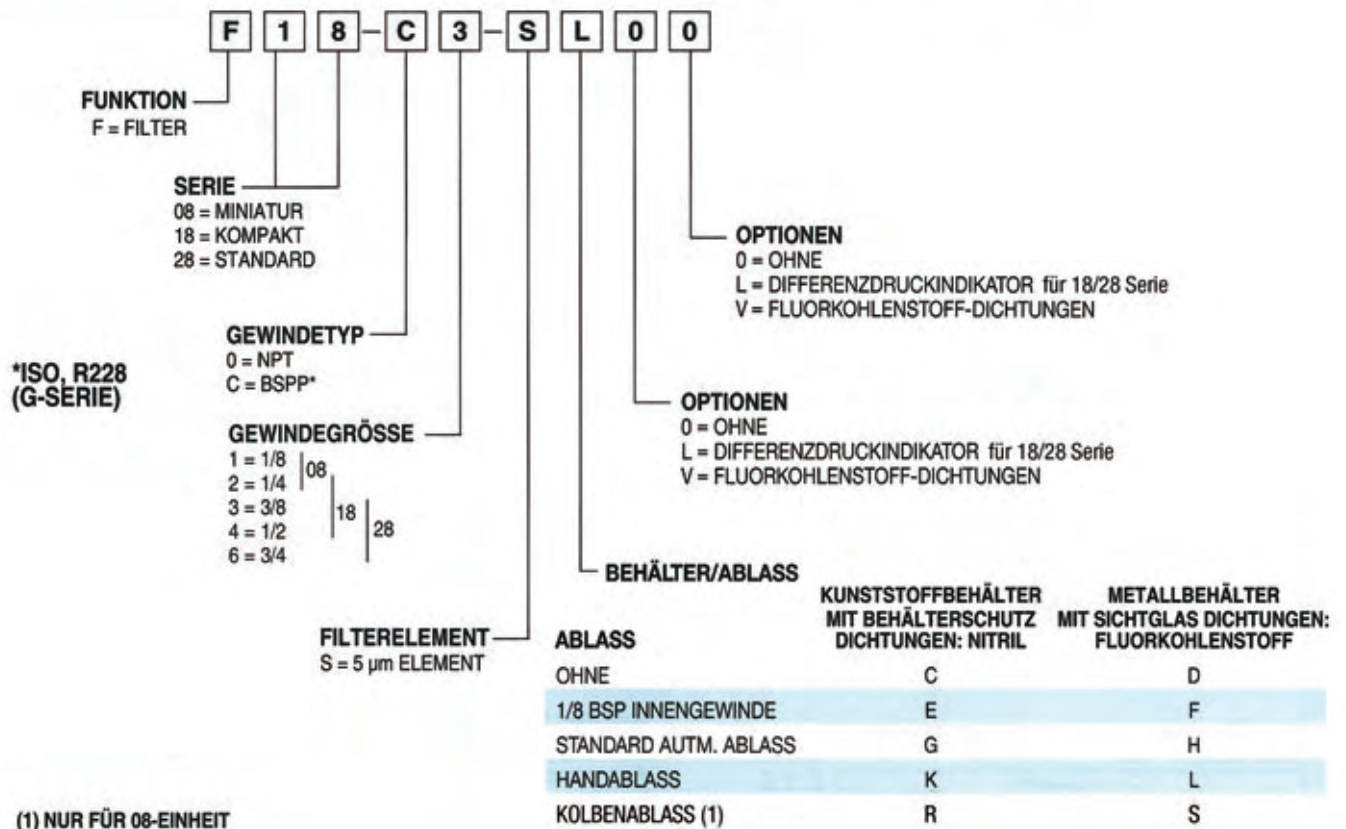 F 1 8 - C 3 - S L 0 0
FUNKTION
F = FILTER
SERIE
08 = MINIATUR
18 = KOMPAKT
28 = STANDARD
GEWINDETYP
0 = NPT
C = BSPP*
*ISO, R228
(G-SERIE)
GEWINDEGRÖSSE
1 = 1/8
2 = 1/4
3 = 3/8
4 = 1/2
6 = 3/4
08
18
28
FILTERELEMENT
S = 5 µm ELEMENT
OPTIONEN
0 = OHNE
L = DIFFERENZDRUCKINDIKATOR für 18/28 Serie
V = FLUORKOHLENSTOFF-DICHTUNGEN
OPTIONEN
0 = OHNE
L = DIFFERENZDRUCKINDIKATOR für 18/28 Serie
V = FLUORKOHLENSTOFF-DICHTUNGEN
BEHÄLTER/ABLASS
KUNSTSTOFFBEHÄLTER
MIT BEHÄLTERSCHUTZ
DICHTUNGEN: NITRIL
METALLBEHÄLTER
MIT SICHTGLAS DICHTUNGEN:
FLUORKOHLENSTOFF
ABLASS
OHNE C D
1/8 BSP INNENGEWINDE E F
STANDARD AUTM. ABLASS G H
HANDABLASS K L
KOLBENABLASS (1) R S
(1) NUR FÜR 08-EINHEIT